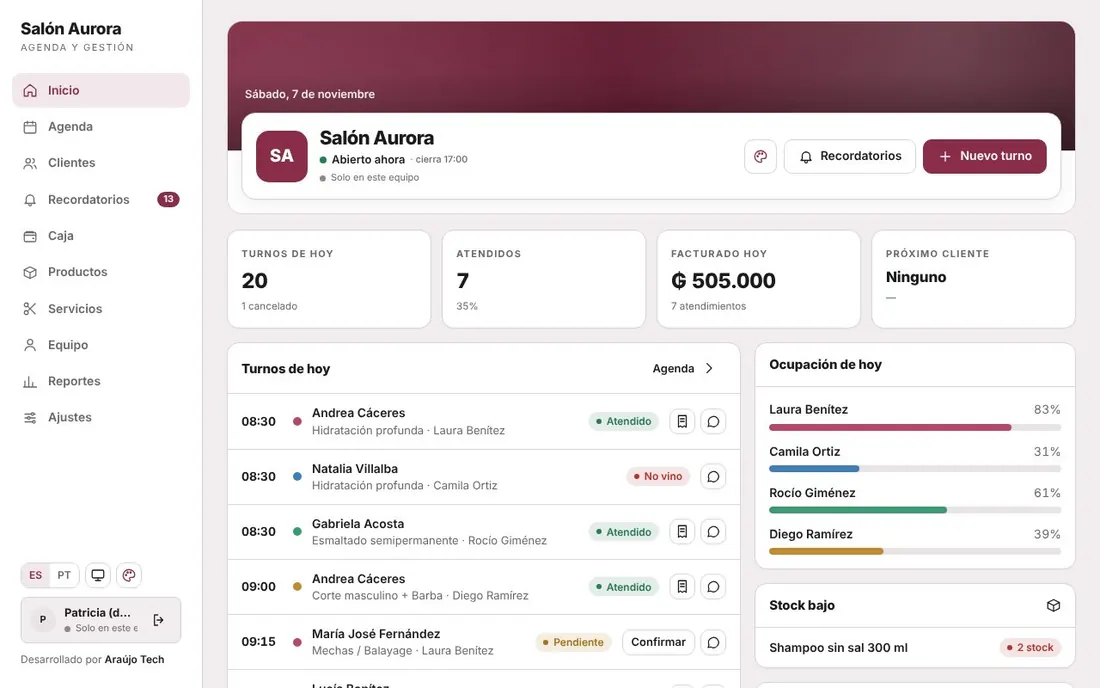 Salón Aurora
AGENDA Y GESTIÓN
Inicio
Agenda
Clientes
Recordatorios 13
Caja
Productos
Servicios
Equipo
Reportes
Ajustes
ES PT
P
Patricia (d...
Solo en este e
Desarrollado por Araújo Tech
Sábado, 7 de noviembre
SA
Salón Aurora
Abierto ahora · cierra 17:00
Solo en este equipo
Recordatorios
Nuevo turno
TURNOS DE HOY
20
1 cancelado
ATENDIDOS
7
35%
FACTURADO HOY
₲ 505.000
7 atendimientos
PRÓXIMO CLIENTE
Ninguno
—
Turnos de hoy
Agenda
08:30 Andrea Cáceres Atendido
Hidratación profunda · Laura Benítez
08:30 Natalia Villalba No vino
Hidratación profunda · Camila Ortiz
08:30 Gabriela Acosta Atendido
Esmaltado semipermanente · Rocío Giménez
09:00 Andrea Cáceres Atendido
Corte masculino + Barba · Diego Ramírez
09:15 María José Fernández Pendiente Confirmar
Mechas / Balayage · Laura Benítez
Lucía Benítez
Ocupación de hoy
Laura Benítez 83%
Camila Ortiz 31%
Rocío Giménez 61%
Diego Ramírez 39%
Stock bajo
Shampoo sin sal 300 ml 2 stock